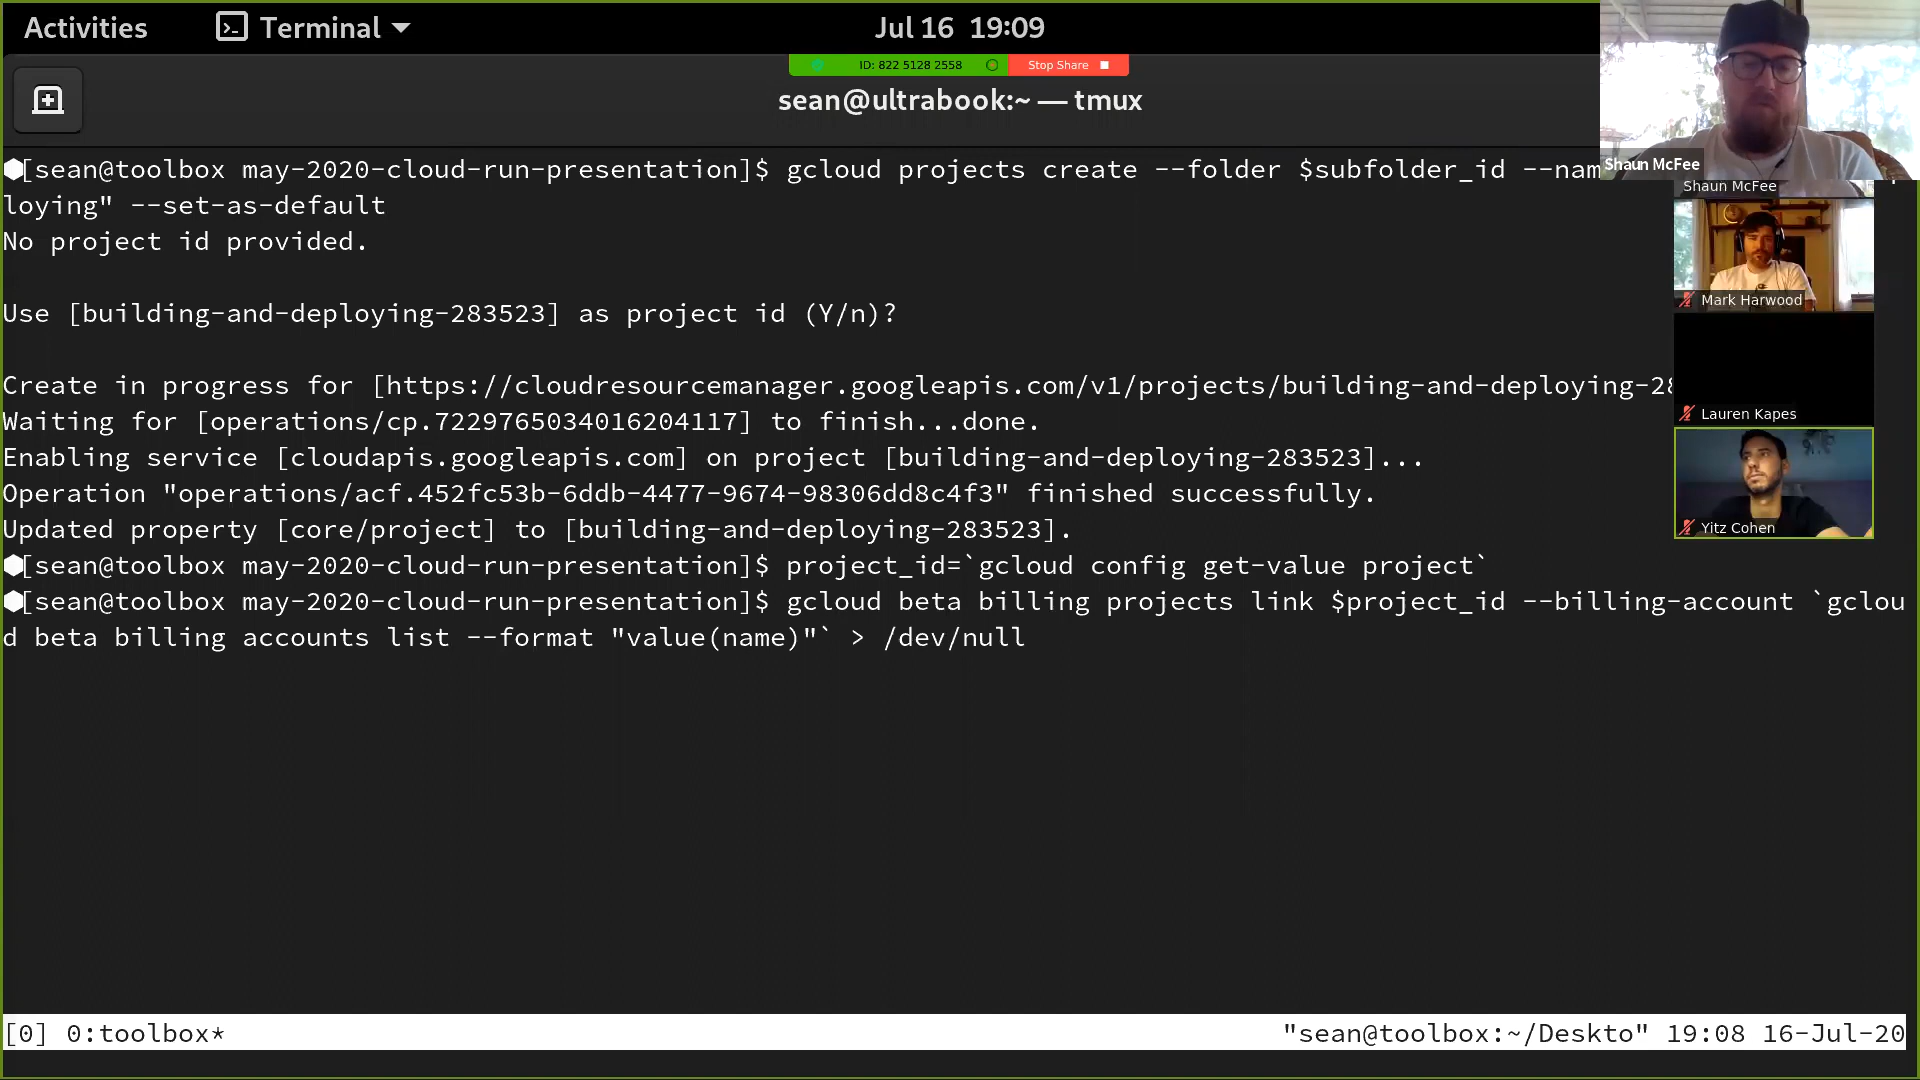 Activities
Terminal
Jul 16 19:09
ID: 822 5128 2558
Stop Share
sean@ultrabook:~ — tmux
[sean@toolbox may-2020-cloud-run-presentation]$ gcloud projects create --folder $subfolder_id --nam
loying" --set-as-default
No project id provided.
Use [building-and-deploying-283523] as project id (Y/n)?
Create in progress for [https://cloudresourcemanager.googleapis.com/v1/projects/building-and-deploying-28
Waiting for [operations/cp.7229765034016204117] to finish...done.
Enabling service [cloudapis.googleapis.com] on project [building-and-deploying-283523]...
Operation "operations/acf.452fc53b-6ddb-4477-9674-98306dd8c4f3" finished successfully.
Updated property [core/project] to [building-and-deploying-283523].
[sean@toolbox may-2020-cloud-run-presentation]$ project_id=`gcloud config get-value project`
[sean@toolbox may-2020-cloud-run-presentation]$ gcloud beta billing projects link $project_id --billing-account `gclou
d beta billing accounts list --format "value(name)"` > /dev/null
Shaun McFee
Shaun McFee
Mark Harwood
Lauren Kapes
Yitz Cohen
[0] 0:toolbox*
"sean@toolbox:~/Deskto" 19:08 16-Jul-20